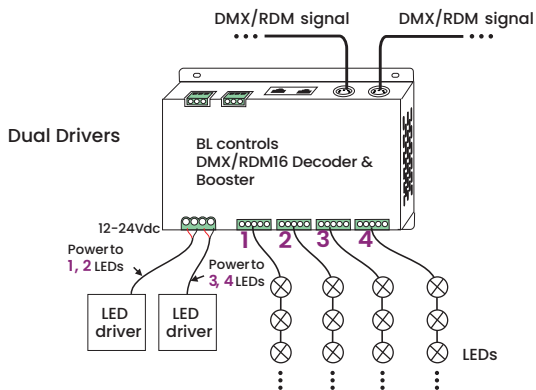 DMX/RDM signal
DMX/RDM signal
Dual Drivers
BL controls
DMX/RDM16 Decoder &
Booster
12-24Vdc
1
2
3
4
Power to
1, 2 LEDs
Power to
3, 4 LEDs
LED
driver
LED
driver
LEDs